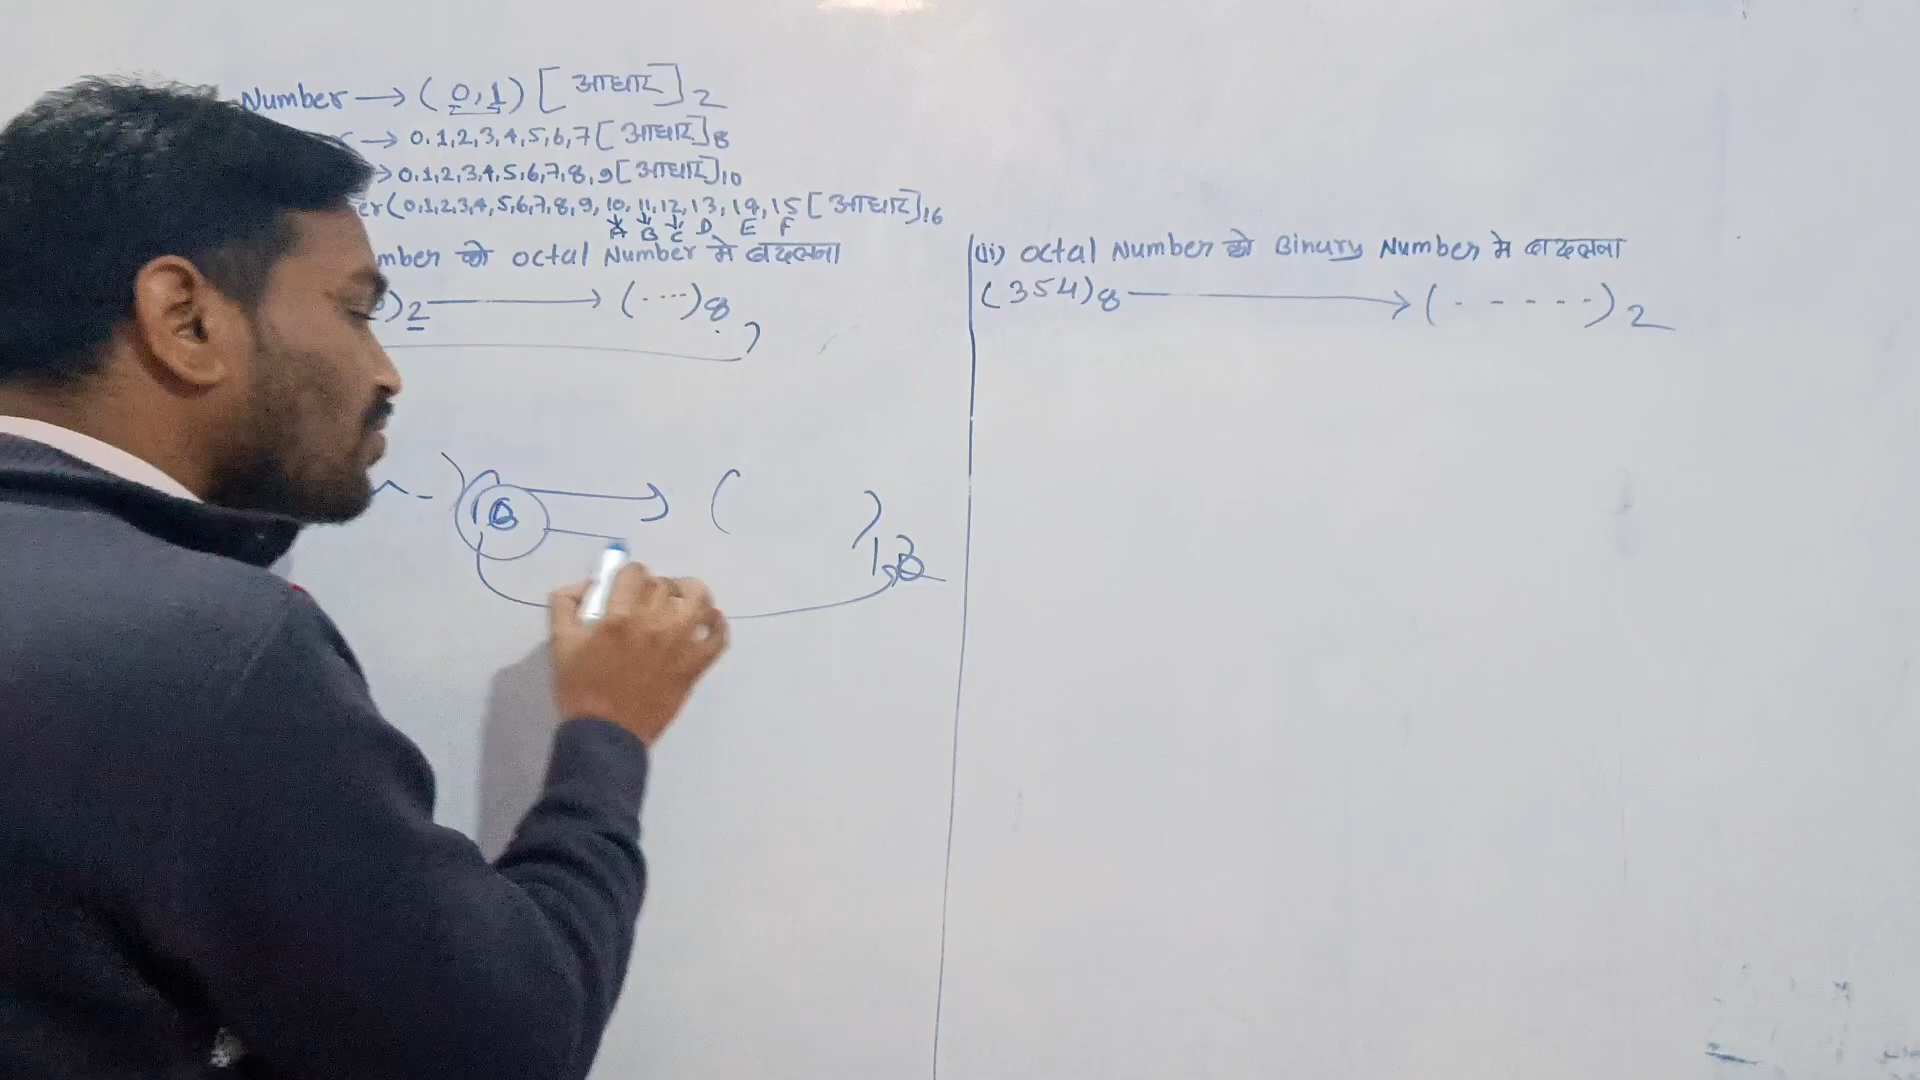 Number → (0,1) [आधार]2
→ 0,1,2,3,4,5,6,7 [आधार]8
→ 0,1,2,3,4,5,6,7,8,9 [आधार]10
er (0,1,2,3,4,5,6,7,8,9,10,11,12,13,14,15 [आधार]16
A B C D E F
mber को octal Number मे बदलना
)2 → (....)8
(ii) octal Number को Binary Number मे बदलना
(354)8 → (-----)2